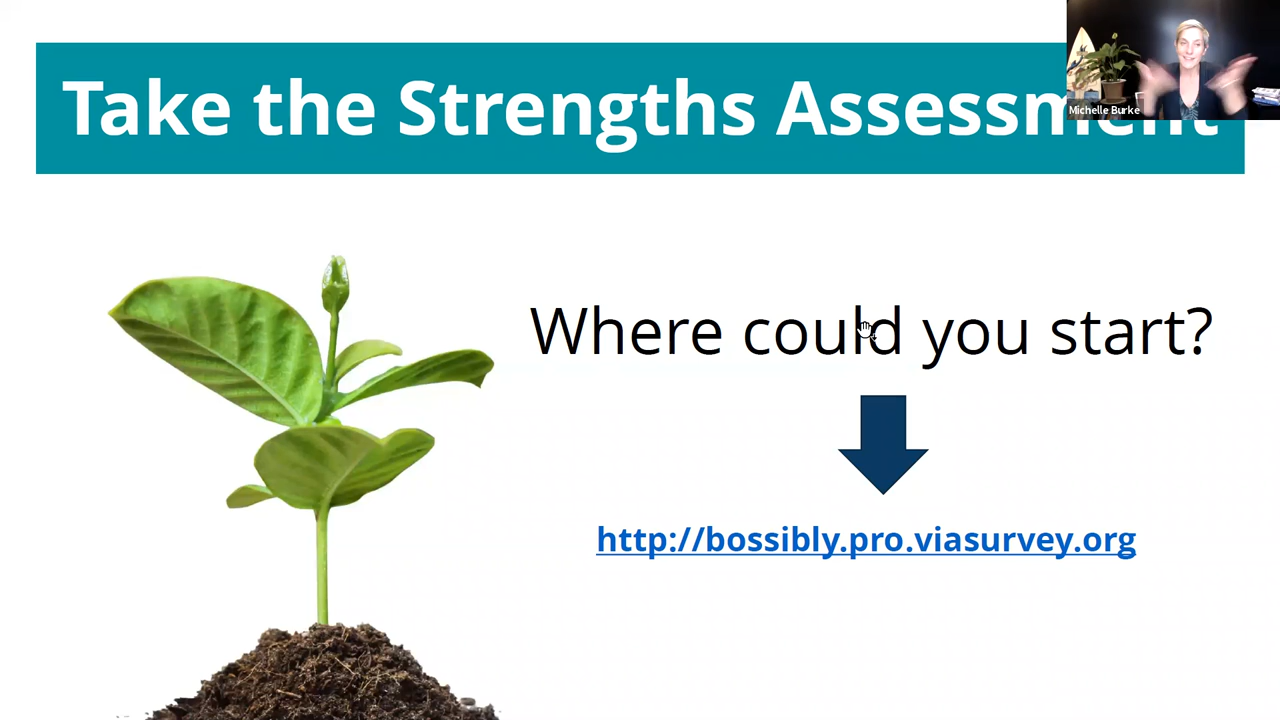 Take the Strengths Assessment
Michelle Burke
Where could you start?
http://bossibly.pro.viasurvey.org